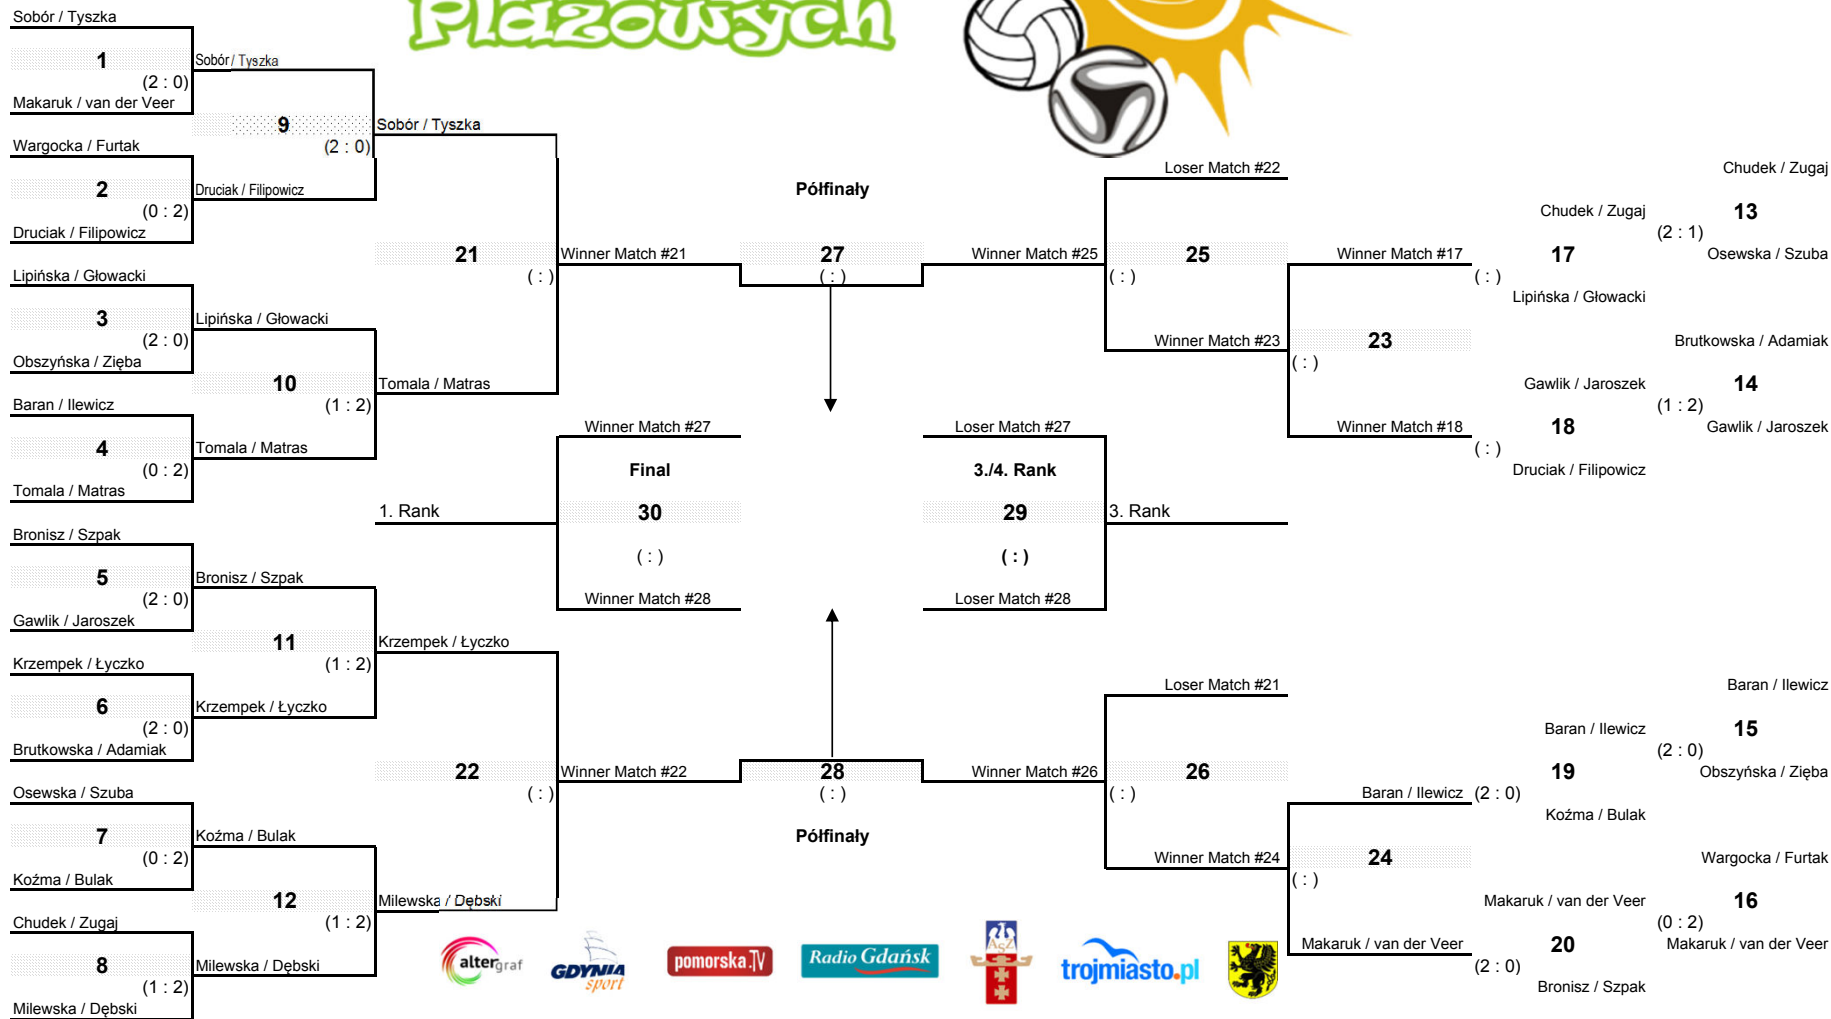 Plażowych
Sobór / Tyszka
1
(2 : 0)
Makaruk / van der Veer
Sobór / Tyszka
9
(2 : 0)
Sobór / Tyszka
Wargocka / Furtak
2
(0 : 2)
Druciak / Filipowicz
Druciak / Filipowicz
Lipińska / Głowacki
3
(2 : 0)
Obszyńska / Zięba
Lipińska / Głowacki
10
(1 : 2)
Tomala / Matras
Baran / Ilewicz
4
(0 : 2)
Tomala / Matras
Tomala / Matras
21
( : )
Winner Match #21
Bronisz / Szpak
5
(2 : 0)
Gawlik / Jaroszek
Bronisz / Szpak
11
(1 : 2)
Krzempek / Łyczko
Krzempek / Łyczko
6
(2 : 0)
Brutkowska / Adamiak
Krzempek / Łyczko
Osewska / Szuba
7
(0 : 2)
Koźma / Bulak
Koźma / Bulak
12
(1 : 2)
Milewska / Dębski
Chudek / Zugaj
8
(1 : 2)
Milewska / Dębski
Milewska / Dębski
22
( : )
Winner Match #22
Półfinały
27
( : )
Winner Match #25
Winner Match #27
Final
30
( : )
Winner Match #28
1. Rank
Loser Match #27
3./4. Rank
29
( : )
Loser Match #28
3. Rank
28
( : )
Winner Match #26
Półfinały
Loser Match #22
25
( : )
Winner Match #23
Winner Match #17
23
( : )
Winner Match #18
Chudek / Zugaj
17
( : )
Lipińska / Głowacki
Chudek / Zugaj
13
(2 : 1)
Osewska / Szuba
Gawlik / Jaroszek
18
( : )
Druciak / Filipowicz
Brutkowska / Adamiak
14
(1 : 2)
Gawlik / Jaroszek
Loser Match #21
26
( : )
Winner Match #24
Baran / Ilewicz
24
( : )
Makaruk / van der Veer
Baran / Ilewicz
19
(2 : 0)
Koźma / Bulak
Baran / Ilewicz
15
(2 : 0)
Obszyńska / Zięba
Makaruk / van der Veer
20
(2 : 0)
Bronisz / Szpak
Wargocka / Furtak
16
(0 : 2)
Makaruk / van der Veer
altergraf
GDYNIA
sport
pomorska.TV
Radio Gdańsk
AZS
trojmiasto.pl